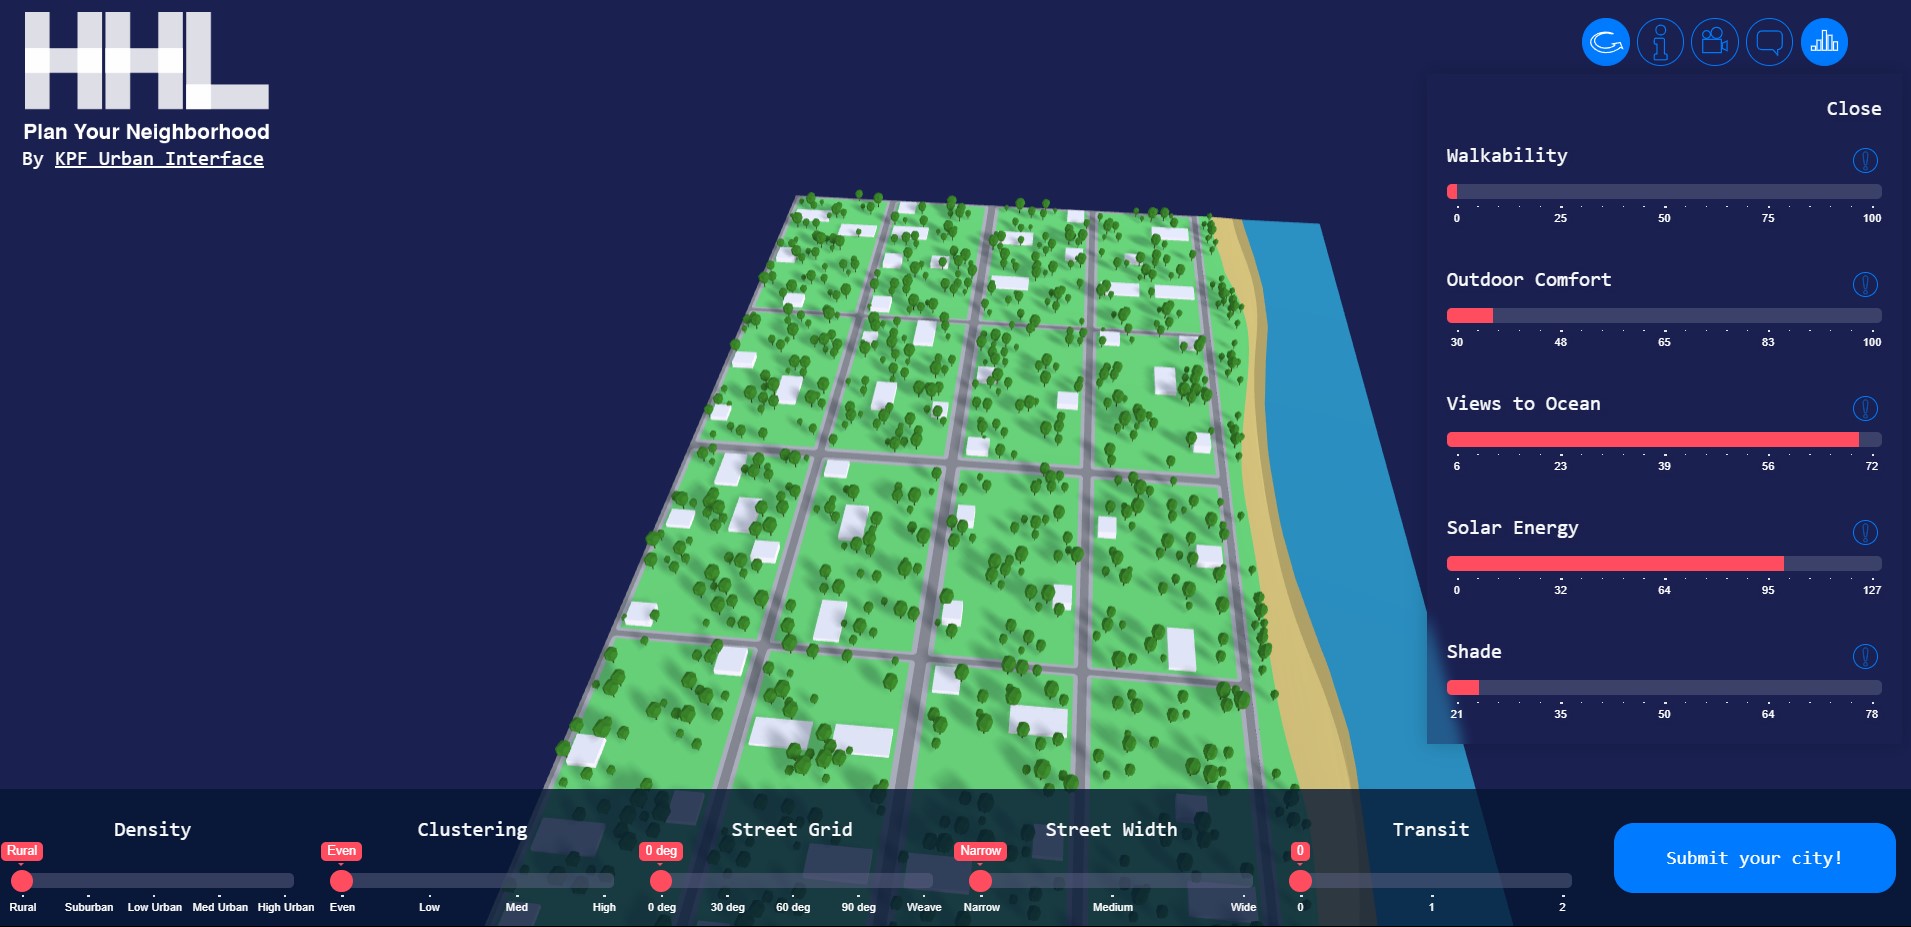 HHL
Plan Your Neighborhood
By KPF Urban Interface
Close
Walkability
0 25 50 75 100
Outdoor Comfort
30 48 65 83 100
Views to Ocean
6 23 39 56 72
Solar Energy
0 32 64 95 127
Shade
21 35 50 64 78
Density
Rural
Rural Suburban Low Urban Med Urban High Urban
Clustering
Even
Even Low Med High
Street Grid
0 deg
0 deg 30 deg 60 deg 90 deg Weave
Street Width
Narrow
Narrow Medium Wide
Transit
0
0 1 2
Submit your city!